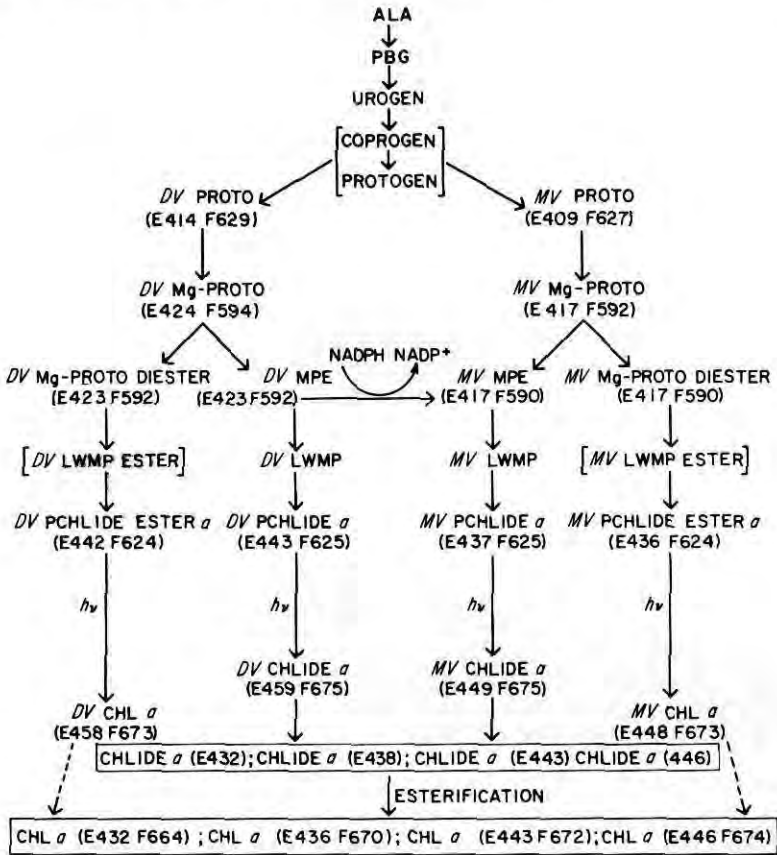 ALA
PBG
UROGEN
[COPROGEN
PROTOGEN]
DV PROTO
(E414 F629)
MV PROTO
(E409 F627)
DV Mg-PROTO
(E424 F594)
MV Mg-PROTO
(E417 F592)
NADPH NADP+
DV Mg-PROTO DIESTER
(E423 F592)
DV MPE
(E423 F592)
MV MPE
(E417 F590)
MV Mg-PROTO DIESTER
(E417 F590)
[DV LWMP ESTER]
DV LWMP
MV LWMP
[MV LWMP ESTER]
DV PCHLIDE ESTER a
(E442 F624)
DV PCHLIDE a
(E443 F625)
MV PCHLIDE a
(E437 F625)
MV PCHLIDE ESTER a
(E436 F624)
hν
hν
hν
hν
DV CHLIDE a
(E459 F675)
MV CHLIDE a
(E449 F675)
DV CHL a
(E458 F673)
MV CHL a
(E448 F673)
CHLIDE a (E432); CHLIDE a (E438); CHLIDE a (E443) CHLIDE a (446)
ESTERIFICATION
CHL a (E432 F664) ; CHL a (E436 F670); CHL a (E443 F672); CHL a (E446 F674)